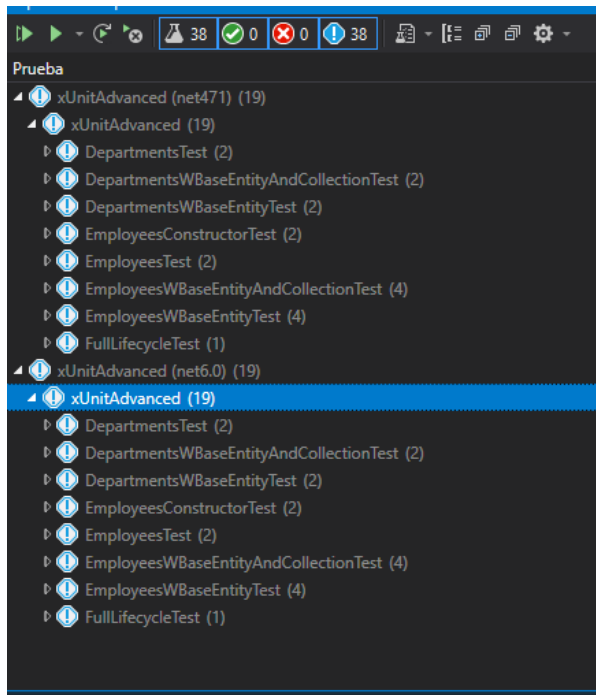 38 0 0 38
Prueba
xUnitAdvanced (net471) (19)
xUnitAdvanced (19)
DepartmentsTest (2)
DepartmentsWBaseEntityAndCollectionTest (2)
DepartmentsWBaseEntityTest (2)
EmployeesConstructorTest (2)
EmployeesTest (2)
EmployeesWBaseEntityAndCollectionTest (4)
EmployeesWBaseEntityTest (4)
FullLifecycleTest (1)
xUnitAdvanced (net6.0) (19)
xUnitAdvanced (19)
DepartmentsTest (2)
DepartmentsWBaseEntityAndCollectionTest (2)
DepartmentsWBaseEntityTest (2)
EmployeesConstructorTest (2)
EmployeesTest (2)
EmployeesWBaseEntityAndCollectionTest (4)
EmployeesWBaseEntityTest (4)
FullLifecycleTest (1)